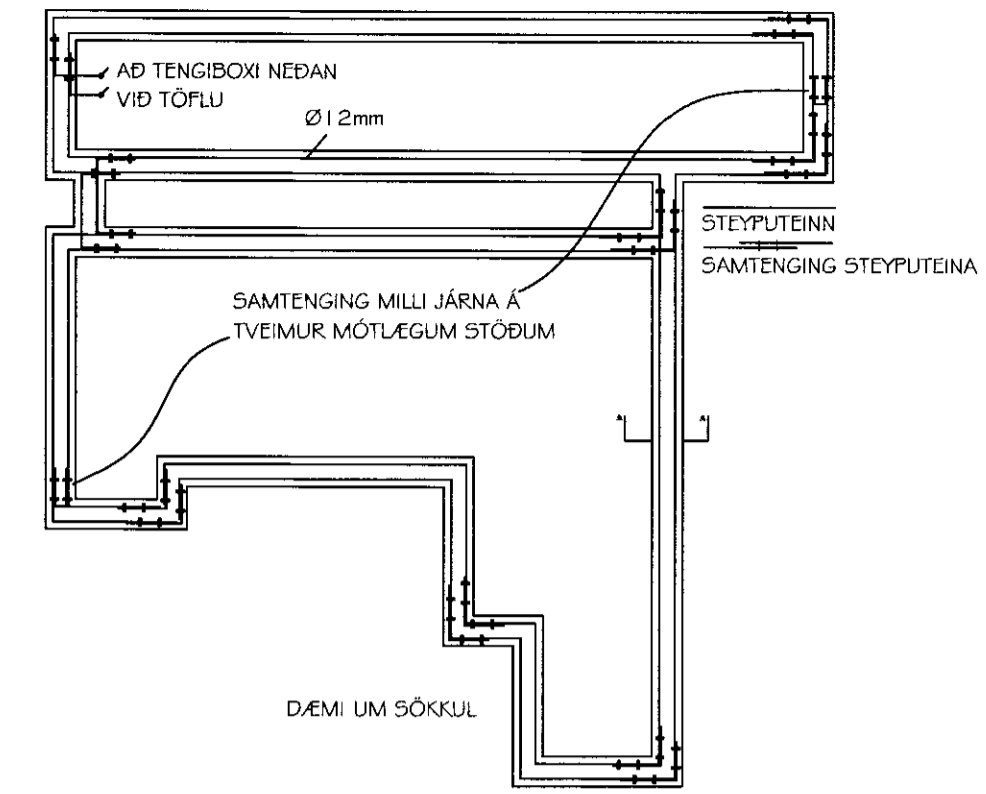 AÐ TENGIBOXI NEÐAN
VIÐ TÖFLU
Ø12mm
STEYPUTEINN
SAMTENGING STEYPUTEINA
SAMTENGING MILLI JÁRNA Á
TVEIMUR MÓTLÆGUM STÖÐUM
DÆMI UM SÖKKUL